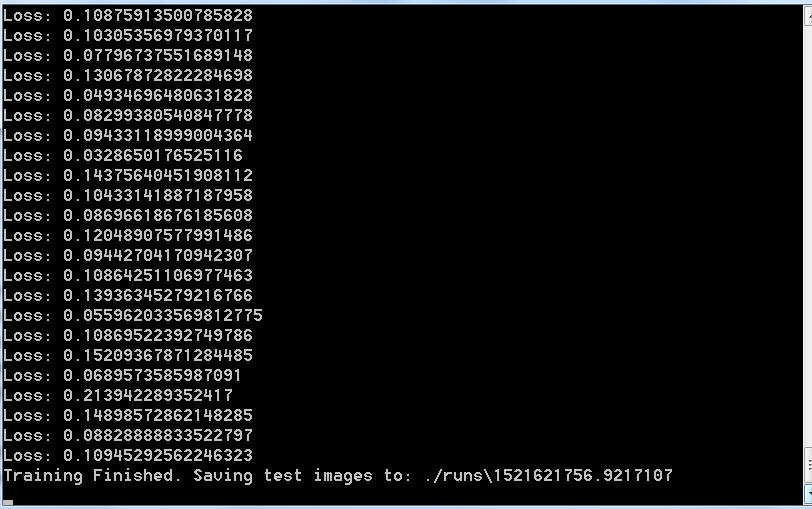 Loss: 0.10875913500785828
Loss: 0.10305356979370117
Loss: 0.07796737551689148
Loss: 0.13067872822284698
Loss: 0.04934696480631828
Loss: 0.08299380540847778
Loss: 0.09433118999004364
Loss: 0.0328650176525116
Loss: 0.14375640451908112
Loss: 0.10433141887187958
Loss: 0.08696618676185608
Loss: 0.12048907577991486
Loss: 0.09442704170942307
Loss: 0.10864251106977463
Loss: 0.13936345279216766
Loss: 0.055962033569812775
Loss: 0.10869522392749786
Loss: 0.15209367871284485
Loss: 0.0689573585987091
Loss: 0.213942289352417
Loss: 0.14898572862148285
Loss: 0.08828888833522797
Loss: 0.10945292562246323
Training Finished. Saving test images to: ./runs\1521621756.9217107